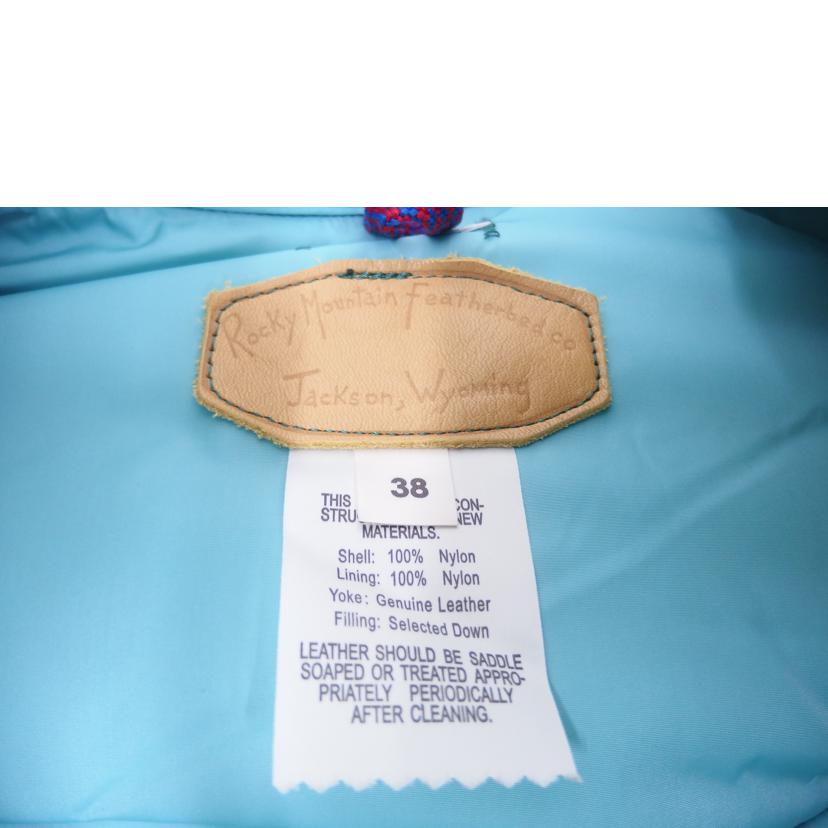 Rocky Mountain Featherbed co
Jackson, Wyoming
38
THIS CON-
STRU NEW
MATERIALS.
Shell: 100% Nylon
Lining: 100% Nylon
Yoke: Genuine Leather
Filling: Selected Down
LEATHER SHOULD BE SADDLE
SOAPED OR TREATED APPRO-
PRIATELY PERIODICALLY
AFTER CLEANING.